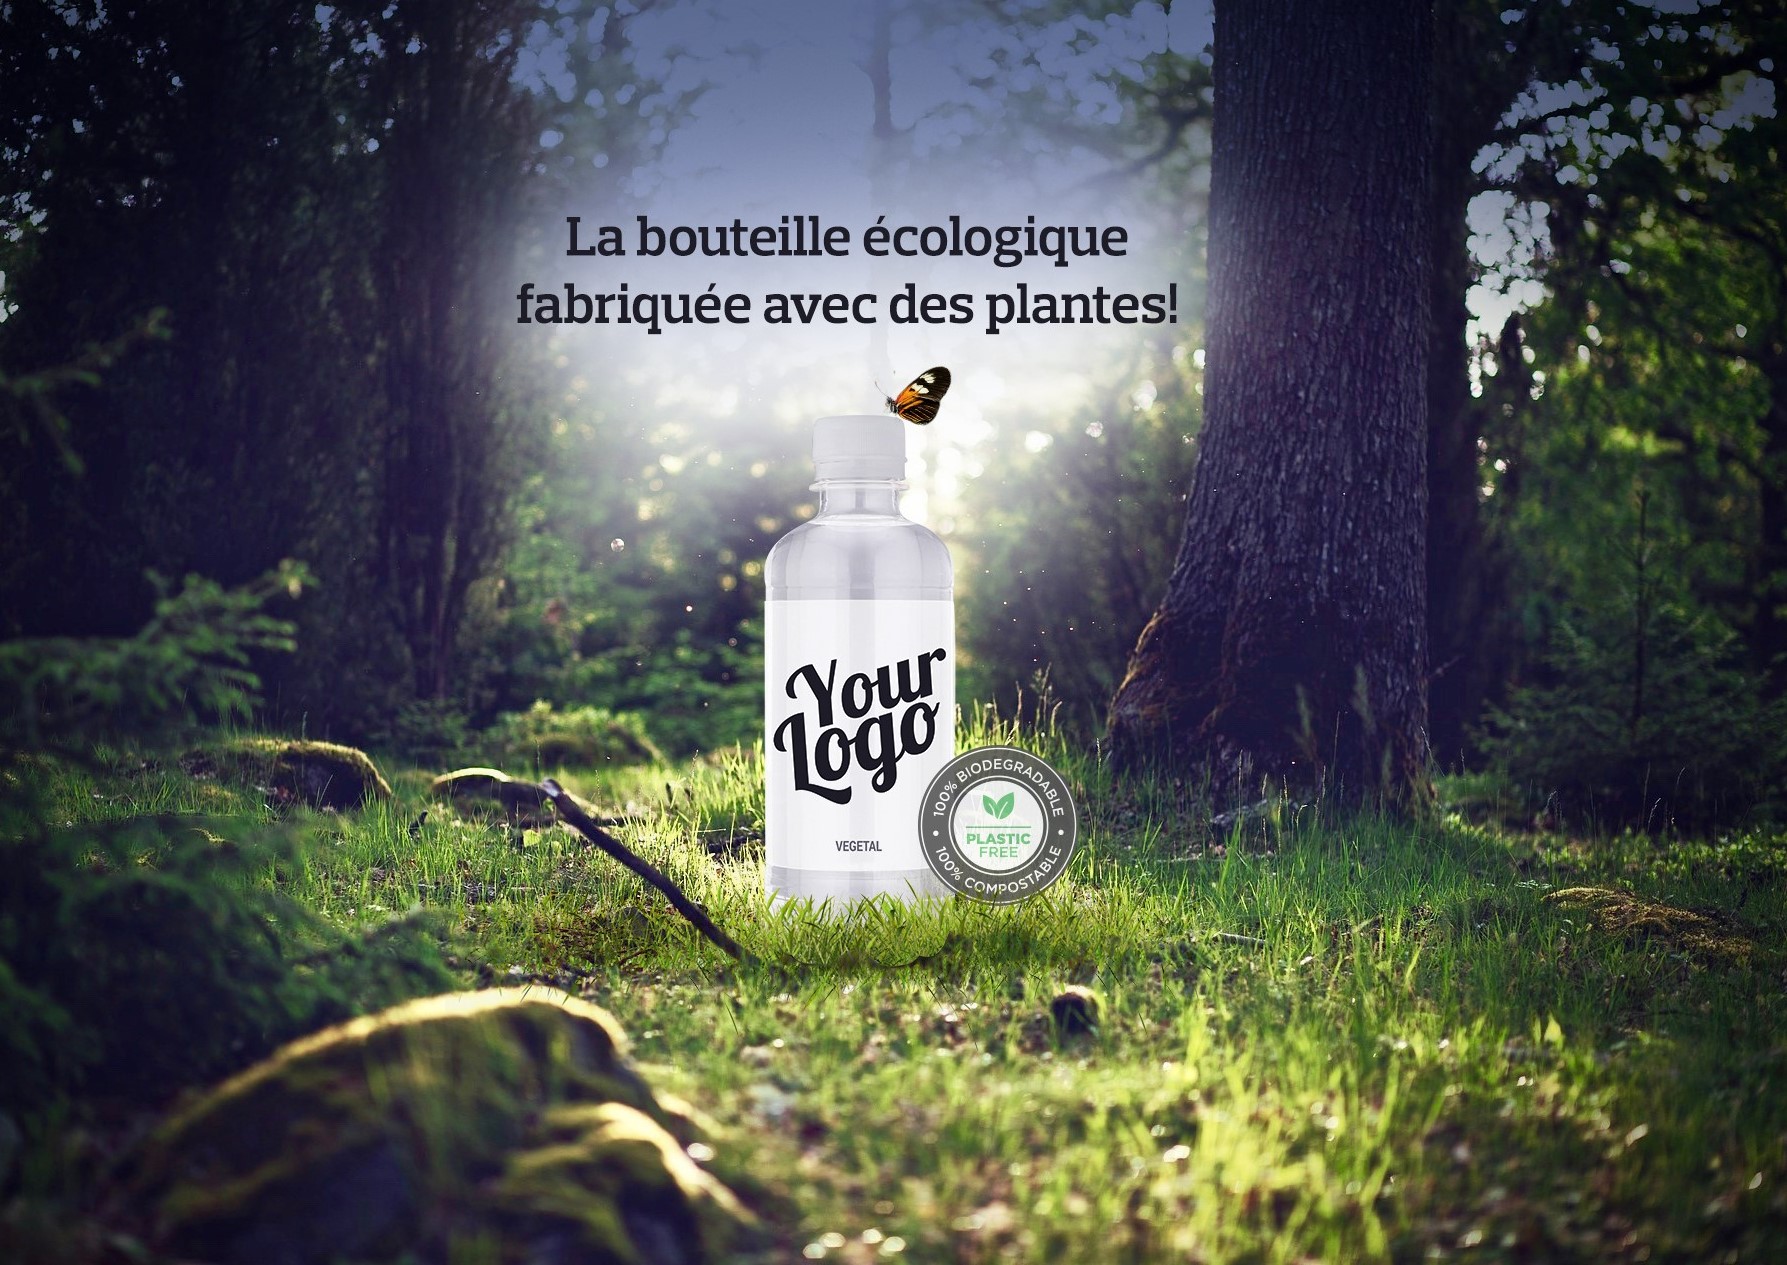 La bouteille écologique
fabriquée avec des plantes!
Your
Logo
VEGETAL
100% BIODEGRADABLE
PLASTIC
FREE
100% COMPOSTABLE